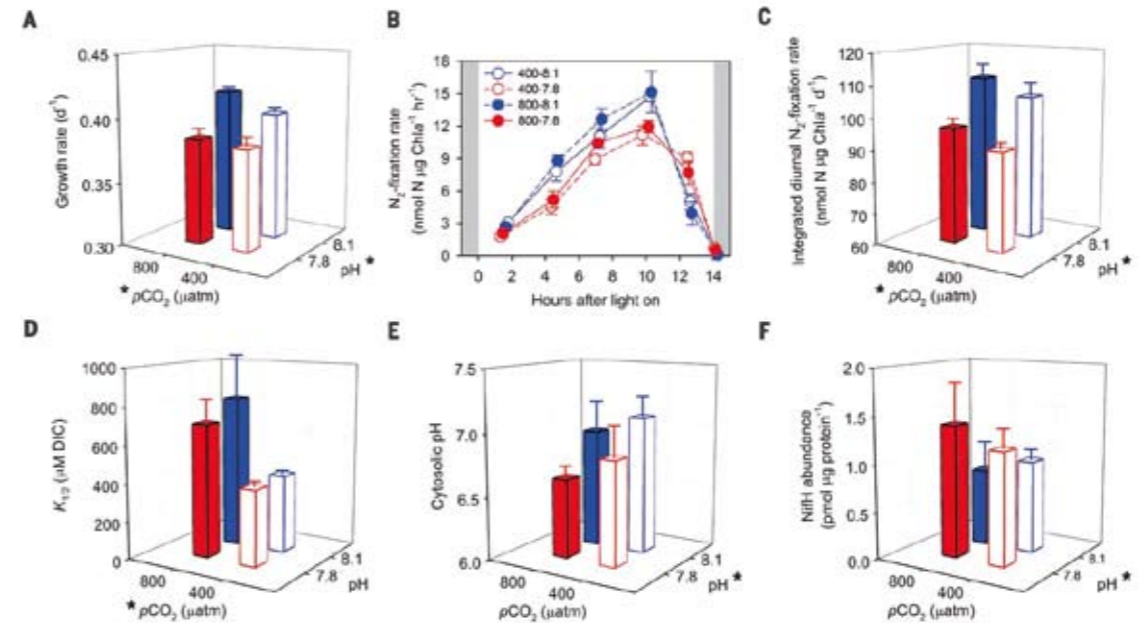 A
Growth rate (d⁻¹)
0.45
0.40
0.35
0.30
800
400
* pCO₂ (µatm)
7.8
8.1
pH *
B
N₂-fixation rate
(nmol N µg Chla⁻¹ hr⁻¹)
18
15
12
9
6
3
0
400-8.1
400-7.8
800-8.1
800-7.8
0 2 4 6 8 10 12 14
Hours after light on
C
Integrated diurnal N₂-fixation rate
(nmol N µg Chla⁻¹ d⁻¹)
120
110
100
90
80
70
60
800
400
* pCO₂ (µatm)
7.8
8.1
pH *
D
K₁/₂ (µM DIC)
1000
800
600
400
200
0
800
400
* pCO₂ (µatm)
7.8
8.1
pH
E
Cytosolic pH
7.5
7.0
6.5
6.0
800
400
pCO₂ (µatm)
7.8
8.1
pH *
F
NifH abundance
(pmol µg protein⁻¹)
2.0
1.5
1.0
0.5
0.0
800
400
pCO₂ (µatm)
7.8
8.1
pH *